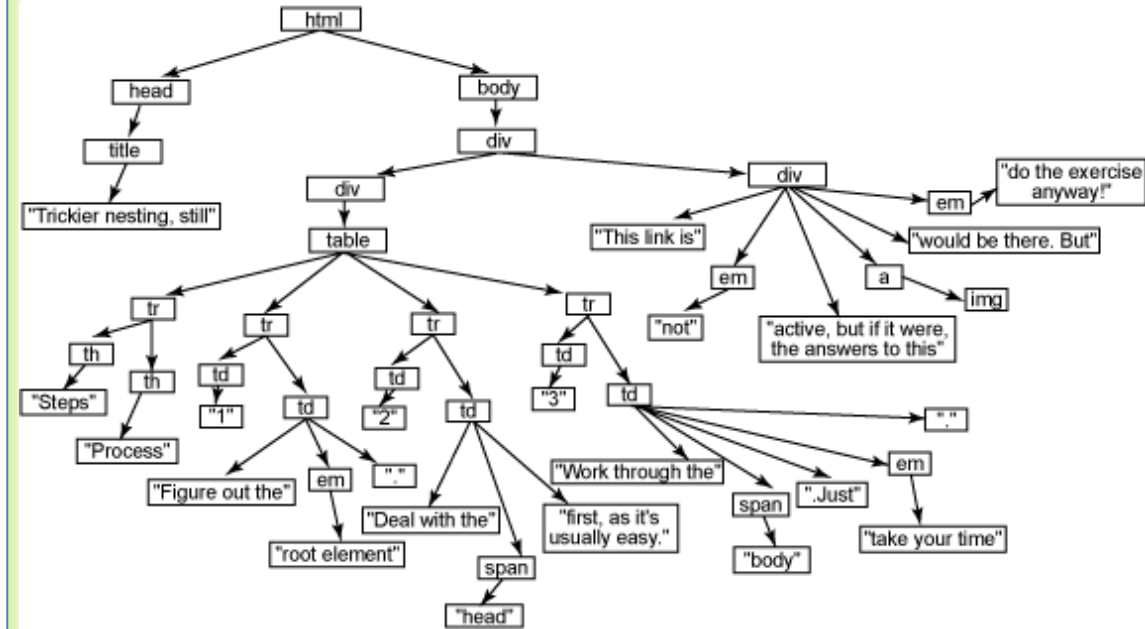 html
head
body
title
div
"Trickier nesting, still"
div
div
em
"do the exercise
anyway!"
table
"This link is"
em
"not"
"active, but if it were,
the answers to this"
a
img
"would be there. But"
tr
th
"Steps"
th
"Process"
tr
td
"1"
td
"Figure out the"
em
"root element"
"."
tr
td
"2"
td
"Deal with the"
span
"head"
"first, as it's
usually easy."
tr
td
"3"
td
"Work through the"
span
"body"
".Just"
em
"take your time"
"."